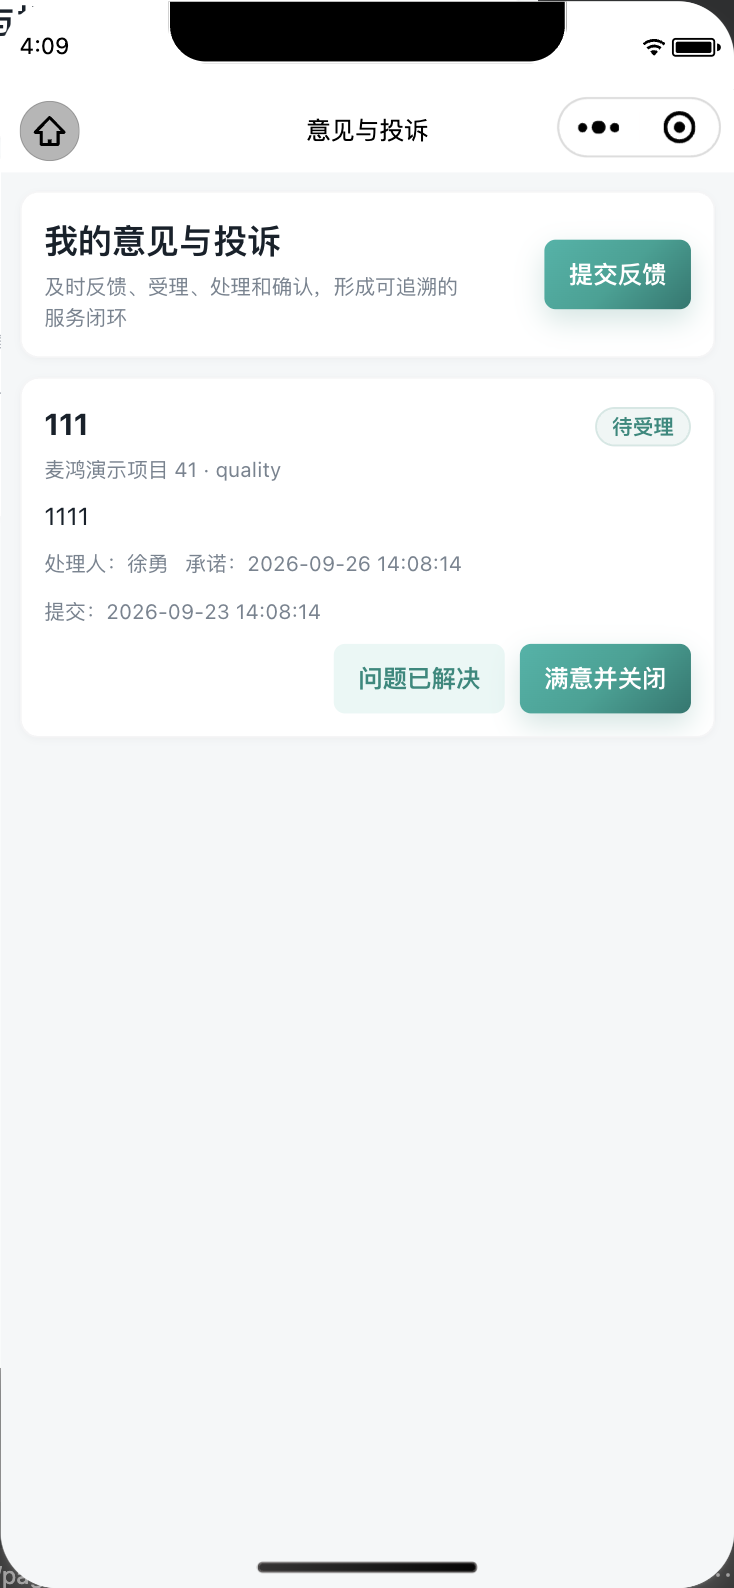 4:09
意见与投诉
我的意见与投诉
及时反馈、受理、处理和确认，形成可追溯的
服务闭环
提交反馈
111
待受理
麦鸿演示项目 41 · quality
1111
处理人：徐勇 承诺：2026-09-26 14:08:14
提交：2026-09-23 14:08:14
问题已解决
满意并关闭